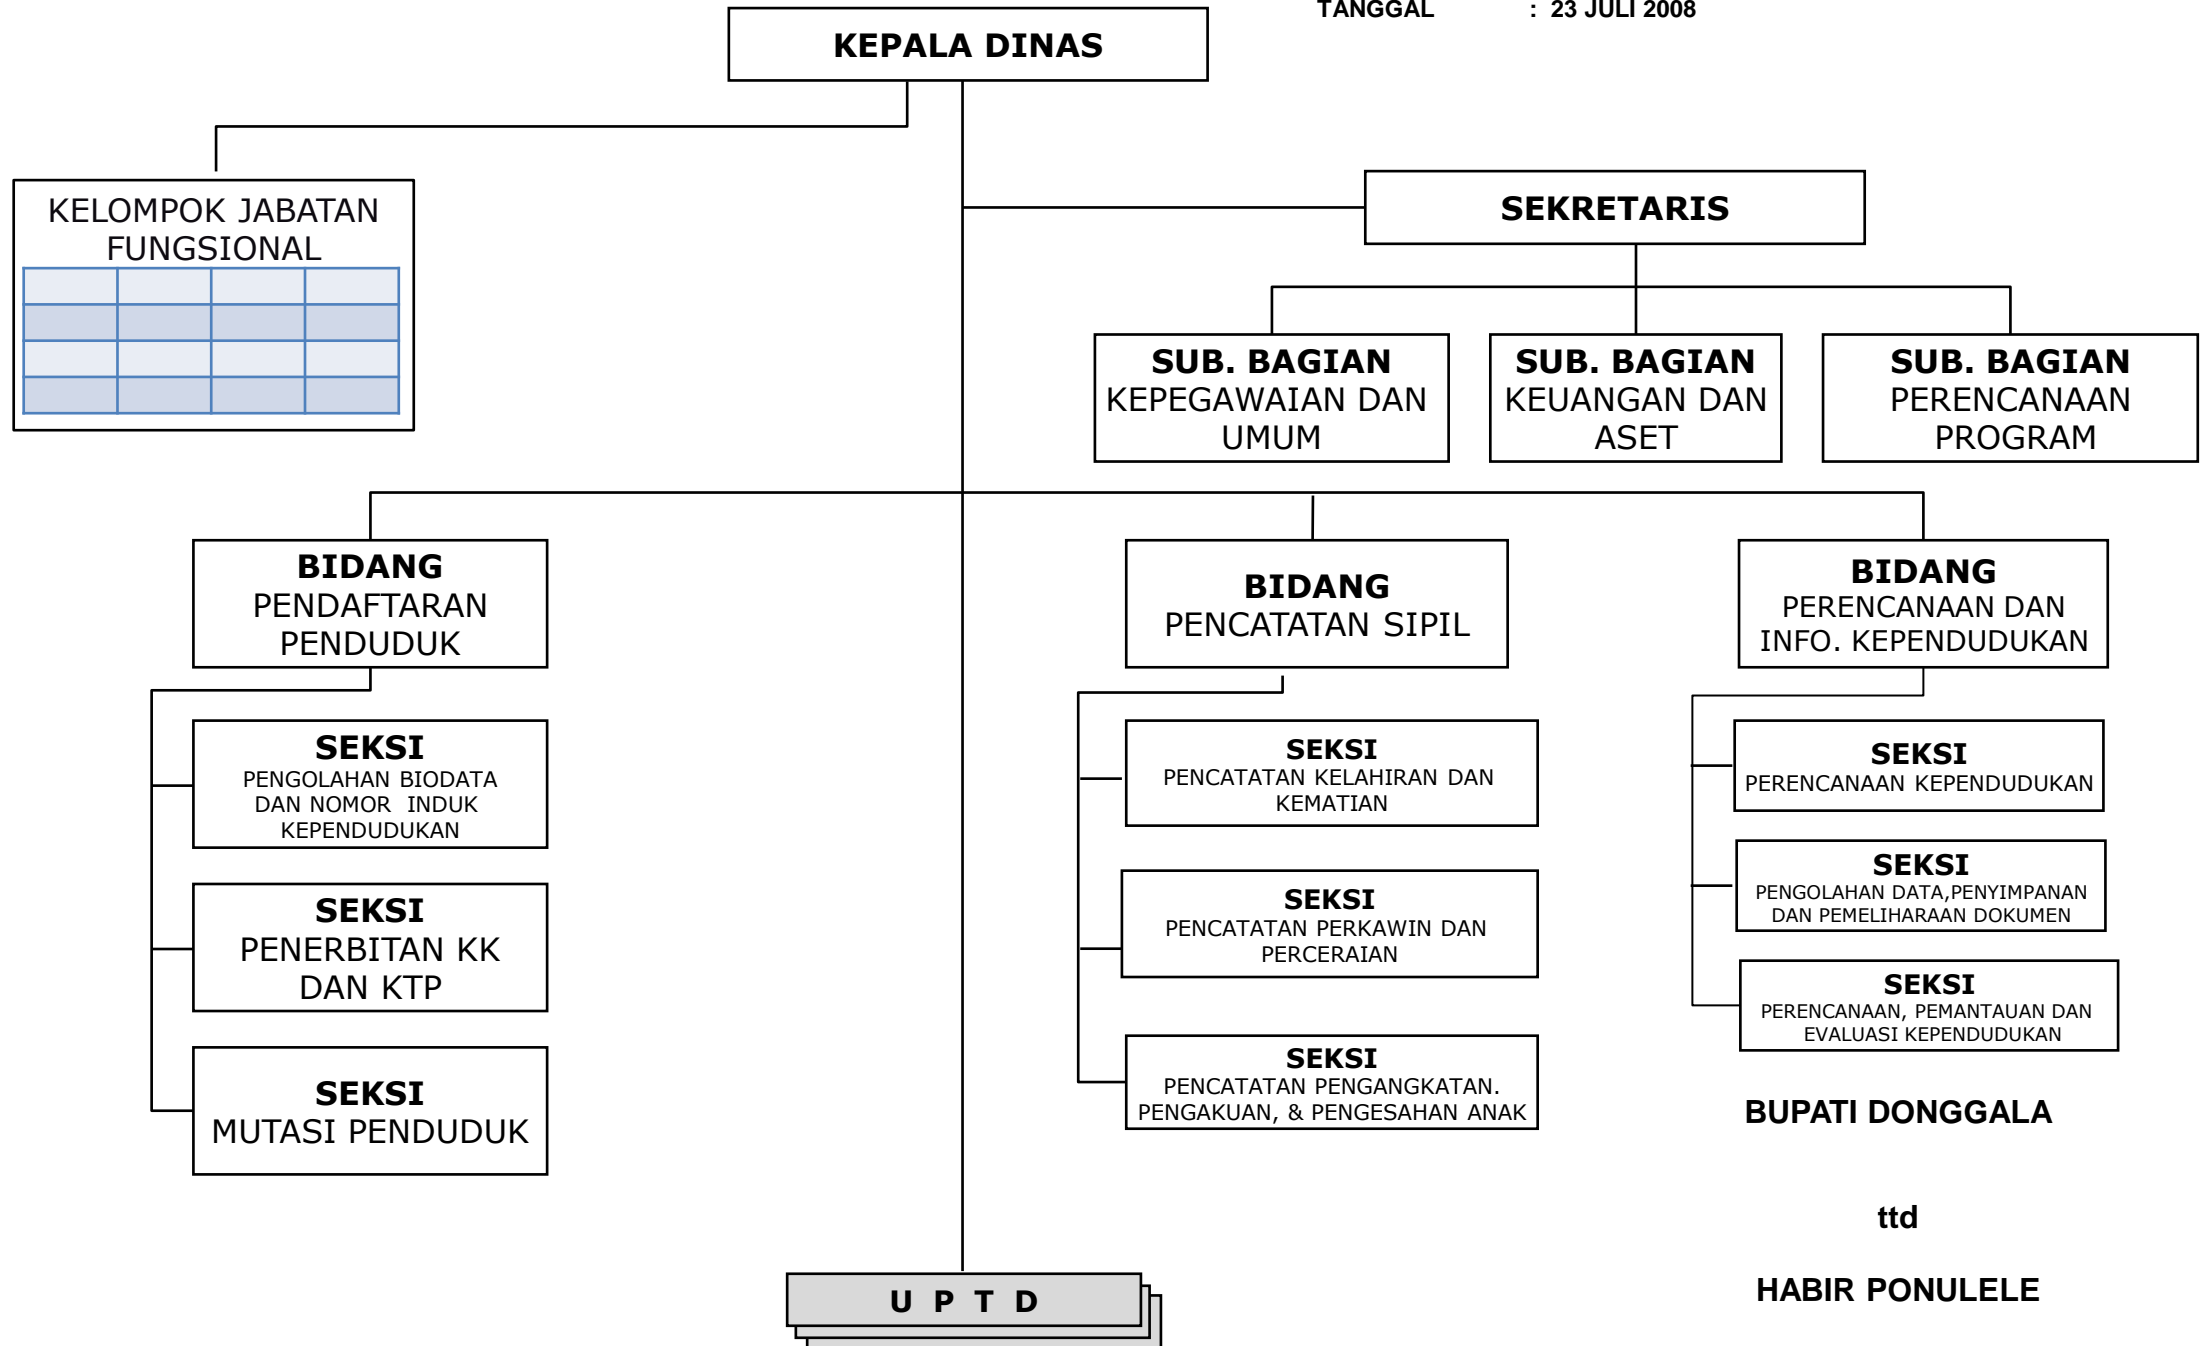 TANGGAL : 23 JULI 2008
KEPALA DINAS
KELOMPOK JABATAN
FUNGSIONAL
SEKRETARIS
SUB. BAGIAN
KEPEGAWAIAN DAN
UMUM
SUB. BAGIAN
KEUANGAN DAN
ASET
SUB. BAGIAN
PERENCANAAN
PROGRAM
BIDANG
PENDAFTARAN
PENDUDUK
BIDANG
PENCATATAN SIPIL
BIDANG
PERENCANAAN DAN
INFO. KEPENDUDUKAN
SEKSI
PENGOLAHAN BIODATA
DAN NOMOR INDUK
KEPENDUDUKAN
SEKSI
PENERBITAN KK
DAN KTP
SEKSI
MUTASI PENDUDUK
SEKSI
PENCATATAN KELAHIRAN DAN
KEMATIAN
SEKSI
PENCATATAN PERKAWIN DAN
PERCERAIAN
SEKSI
PENCATATAN PENGANGKATAN.
PENGAKUAN, & PENGESAHAN ANAK
SEKSI
PERENCANAAN KEPENDUDUKAN
SEKSI
PENGOLAHAN DATA,PENYIMPANAN
DAN PEMELIHARAAN DOKUMEN
SEKSI
PERENCANAAN, PEMANTAUAN DAN
EVALUASI KEPENDUDUKAN
BUPATI DONGGALA
ttd
HABIR PONULELE
U P T D